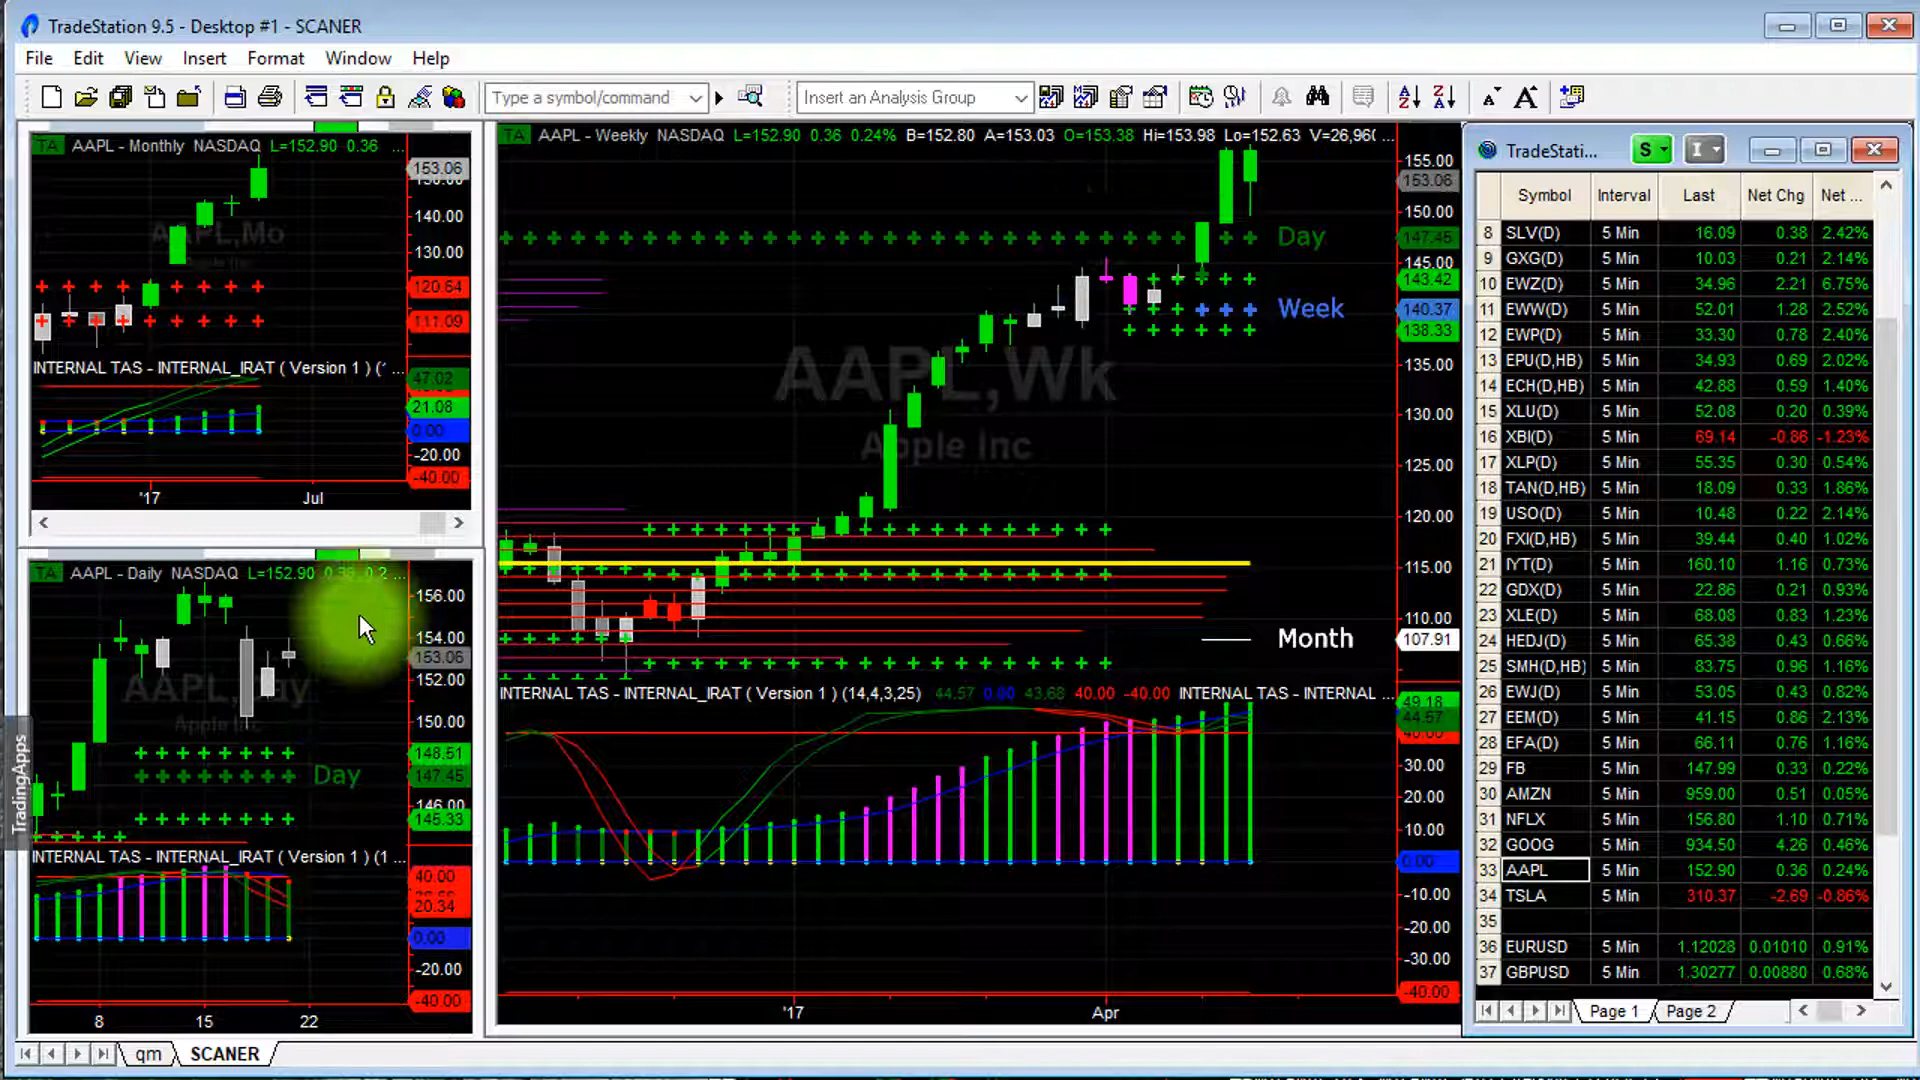 TradeStation 9.5 - Desktop #1 - SCANER
File Edit View Insert Format Window Help
Type a symbol/command
Insert an Analysis Group
TA AAPL - Monthly NASDAQ L=152.90 0.36 ...
153.06
140.00
130.00
120.64
111.09
AAPL,Mo
Apple Inc
INTERNAL TAS - INTERNAL_IRAT ( Version 1 ) (' ...
47.02
21.08
0.00
-20.00
-40.00
'17 Jul
TA AAPL - Daily NASDAQ L=152.90 0.36 0.2 ...
156.00
154.00
153.06
152.00
150.00
148.51
147.45
146.00
145.33
AAPL,Day
Apple Inc
Day
INTERNAL TAS - INTERNAL_IRAT ( Version 1 ) (1 ...
40.00
20.34
0.00
-20.00
-40.00
8 15 22
TradingApps
TA AAPL - Weekly NASDAQ L=152.90 0.36 0.24% B=152.80 A=153.03 O=153.38 Hi=153.98 Lo=152.63 V=26,960 ...
155.00
153.06
150.00
147.45
145.00
143.42
140.37
138.33
135.00
130.00
125.00
120.00
115.00
110.00
107.91
Day
Week
Month
AAPL,Wk
Apple Inc
INTERNAL TAS - INTERNAL_IRAT ( Version 1 ) (14,4,3,25) 44.57 0.00 43.68 40.00 -40.00 INTERNAL TAS - INTERNAL ...
49.18
44.57
40.00
30.00
20.00
10.00
0.00
-10.00
-20.00
-30.00
-40.00
'17 Apr
TradeStati... S I
Symbol Interval Last Net Chg Net ...
8 SLV(D) 5 Min 16.09 0.38 2.42%
9 GXG(D) 5 Min 10.03 0.21 2.14%
10 EWZ(D) 5 Min 34.96 2.21 6.75%
11 EWW(D) 5 Min 52.01 1.28 2.52%
12 EWP(D) 5 Min 33.30 0.78 2.40%
13 EPU(D,HB) 5 Min 34.93 0.69 2.02%
14 ECH(D,HB) 5 Min 42.88 0.59 1.40%
15 XLU(D) 5 Min 52.08 0.20 0.39%
16 XBI(D) 5 Min 69.14 -0.86 -1.23%
17 XLP(D) 5 Min 55.35 0.30 0.54%
18 TAN(D,HB) 5 Min 18.09 0.33 1.86%
19 USO(D) 5 Min 10.48 0.22 2.14%
20 FXI(D,HB) 5 Min 39.44 0.40 1.02%
21 IYT(D) 5 Min 160.10 1.16 0.73%
22 GDX(D) 5 Min 22.86 0.21 0.93%
23 XLE(D) 5 Min 68.08 0.83 1.23%
24 HEDJ(D) 5 Min 65.38 0.43 0.66%
25 SMH(D,HB) 5 Min 83.75 0.96 1.16%
26 EWJ(D) 5 Min 53.05 0.43 0.82%
27 EEM(D) 5 Min 41.15 0.86 2.13%
28 EFA(D) 5 Min 66.11 0.76 1.16%
29 FB 5 Min 147.99 0.33 0.22%
30 AMZN 5 Min 959.00 0.51 0.05%
31 NFLX 5 Min 156.80 1.10 0.71%
32 GOOG 5 Min 934.50 4.26 0.46%
33 AAPL 5 Min 152.90 0.36 0.24%
34 TSLA 5 Min 310.37 -2.69 -0.86%
35
36 EURUSD 5 Min 1.12028 0.01010 0.91%
37 GBPUSD 5 Min 1.30277 0.00880 0.68%
Page 1 Page 2
qm SCANER